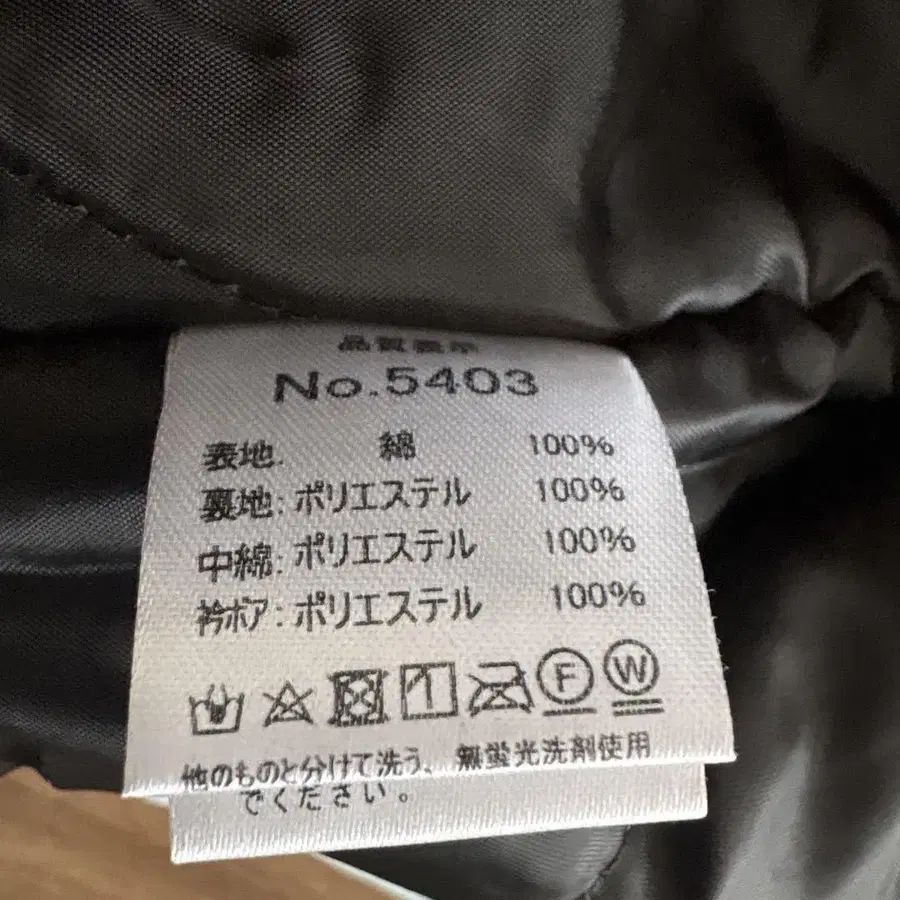 品質表示
No.5403
表地: 綿 100%
裏地: ポリエステル 100%
中綿: ポリエステル 100%
衿ボア: ポリエステル 100%
F W
他のものと分けて洗う、無蛍光洗剤使用
でください。